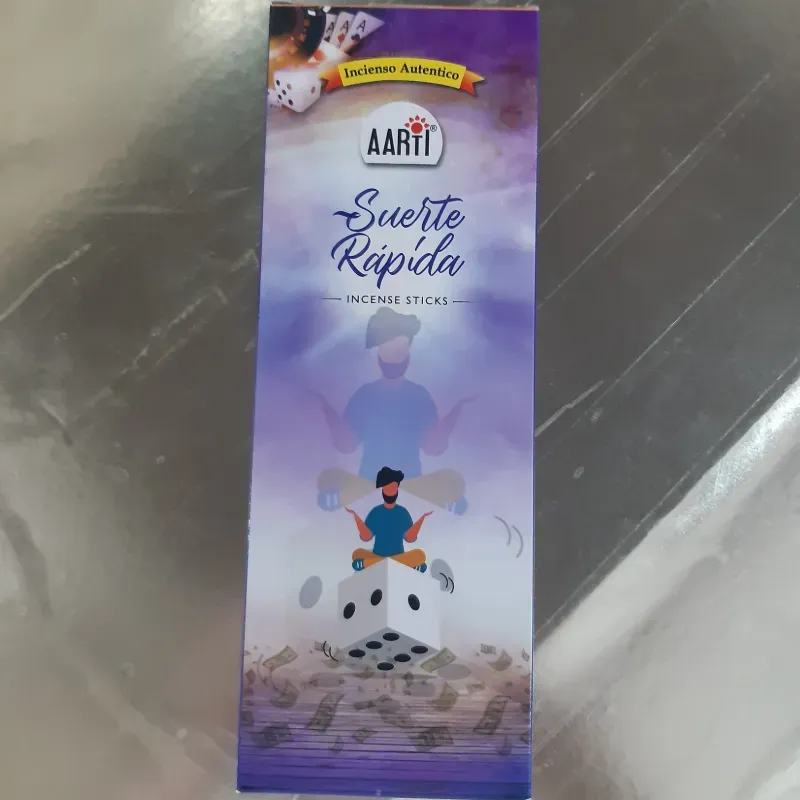 Incienso Autentico
AARTI®
Suerte
Rápida
INCENSE STICKS